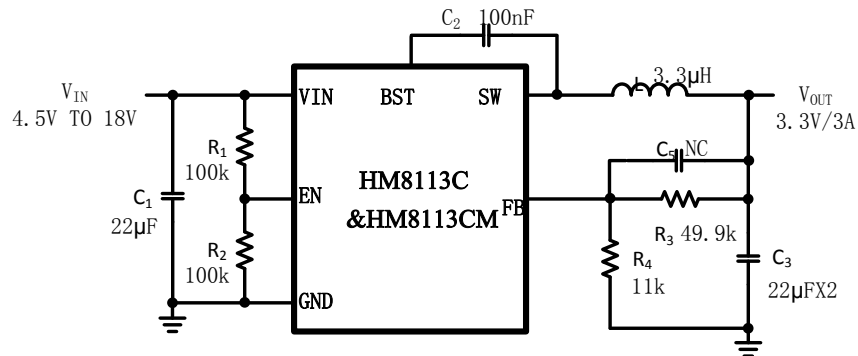 C2 100nF
VIN
4.5V TO 18V
VIN
BST
SW
L 3.3μH
VOUT
3.3V/3A
R1
100k
C5 NC
C1
22μF
EN
HM8113C
&HM8113CM
FB
R2
100k
R3 49.9k
R4
11k
C3
22μFX2
GND